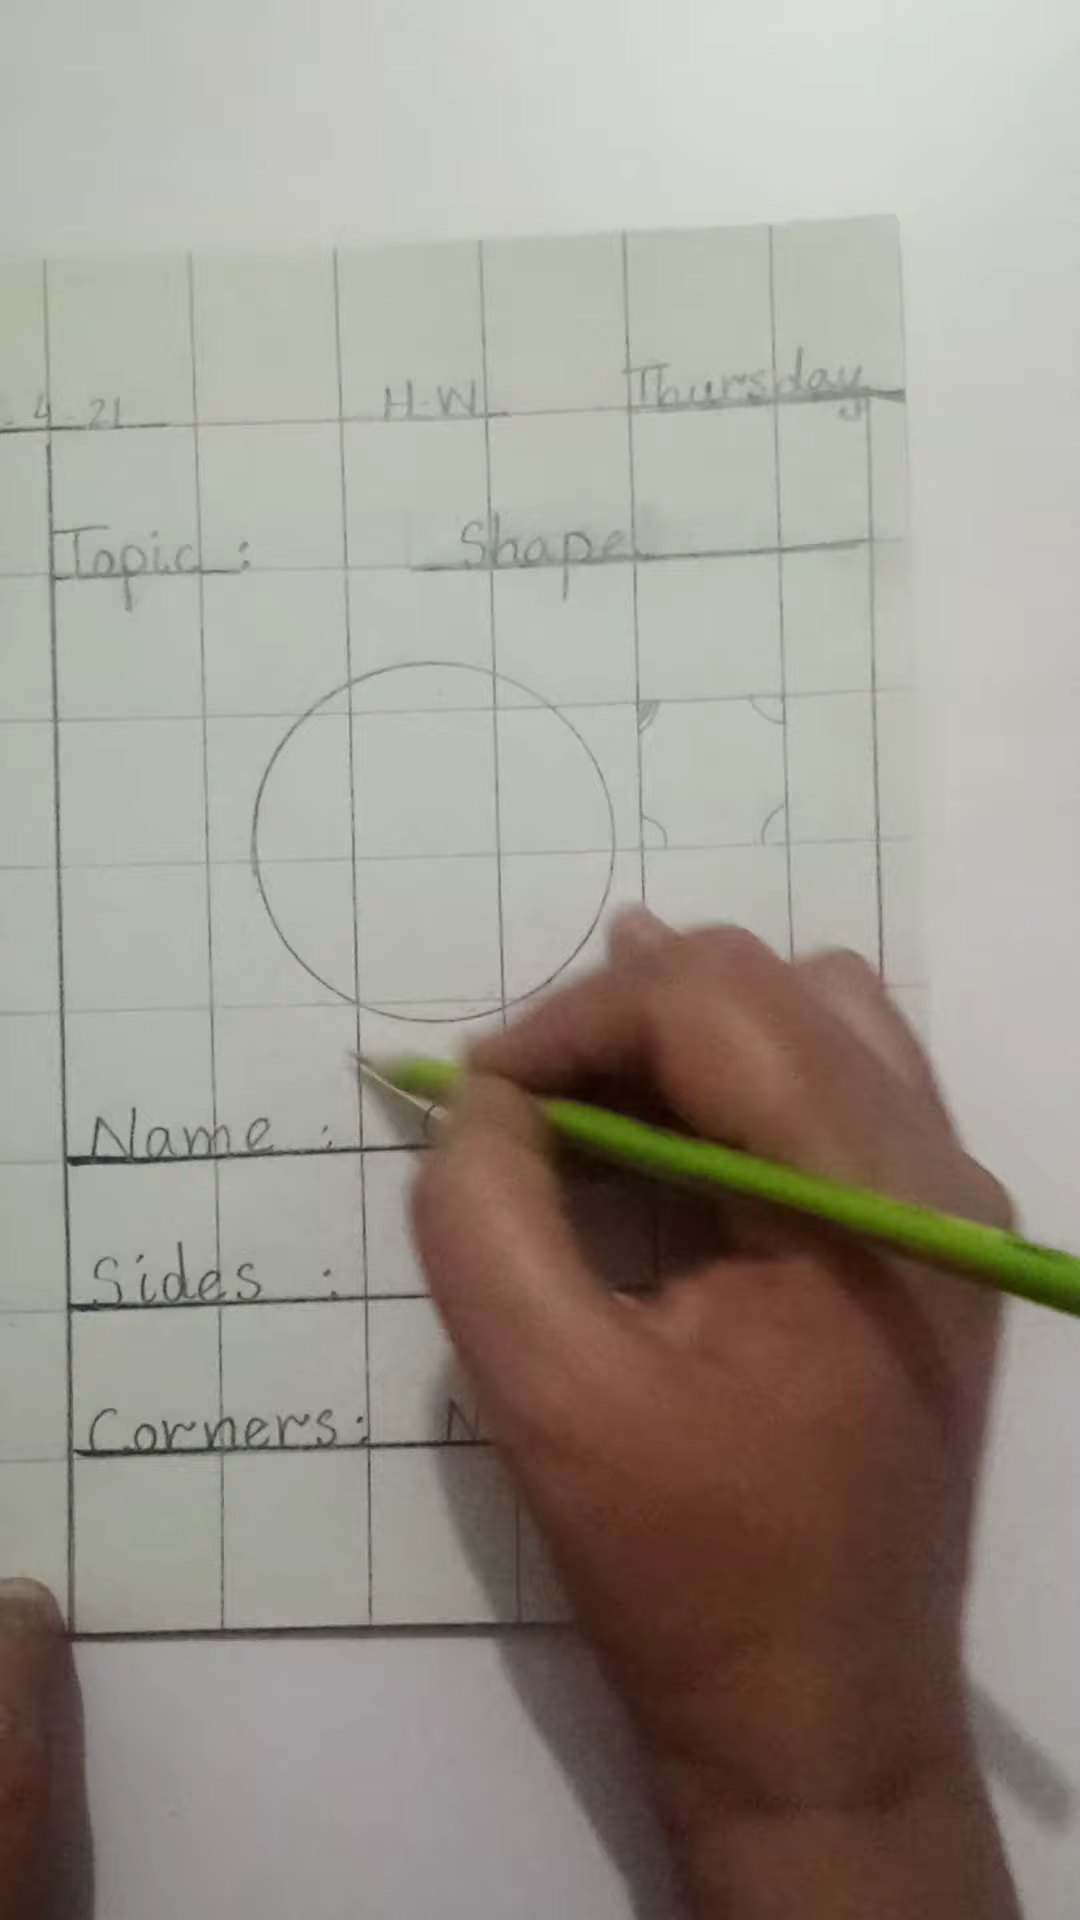 4-21 H-W Thursday
Topic : Shape
Name :
Sides :
Corners : N